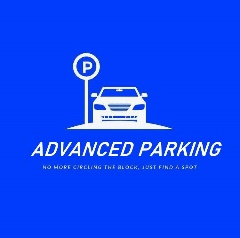 P
ADVANCED PARKING
NO MORE CIRCLING THE BLOCK, JUST FIND A SPOT